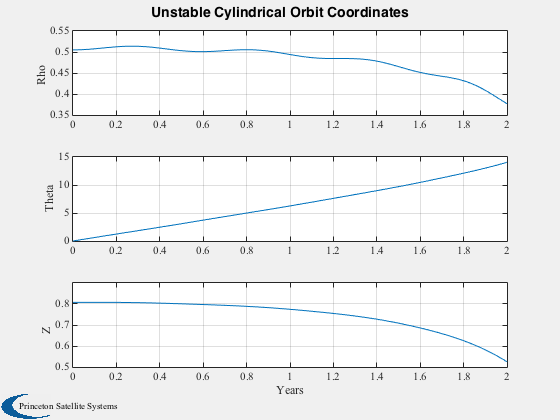 Unstable Cylindrical Orbit Coordinates
0.55
0.5
0.45
0.4
0.35
Rho
0 0.2 0.4 0.6 0.8 1 1.2 1.4 1.6 1.8 2
15
10
5
0
Theta
0 0.2 0.4 0.6 0.8 1 1.2 1.4 1.6 1.8 2
0.8
0.7
0.6
0.5
Z
0 0.2 0.4 0.6 0.8 1 1.2 1.4 1.6 1.8 2
Years
Princeton Satellite Systems